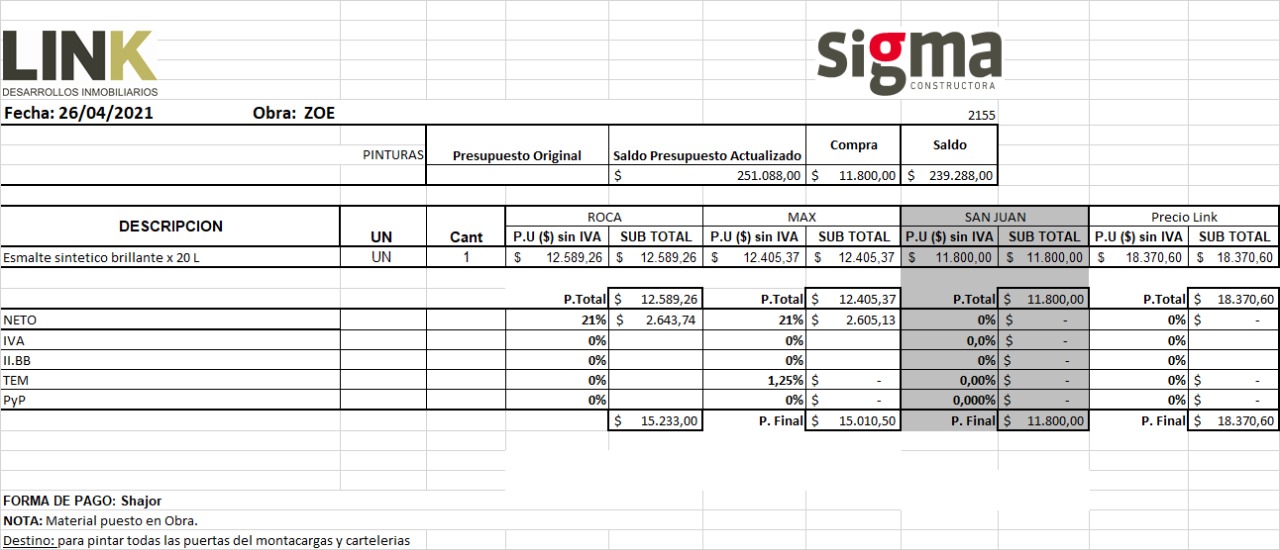 LINK
DESARROLLOS INMOBILIARIOS
sigma
CONSTRUCTORA
Fecha: 26/04/2021 Obra: ZOE 2155
PINTURAS Presupuesto Original Saldo Presupuesto Actualizado Compra Saldo
$ 251.088,00 $ 11.800,00 $ 239.288,00
DESCRIPCION UN Cant ROCA MAX SAN JUAN Precio Link
P.U ($) sin IVA SUB TOTAL P.U ($) sin IVA SUB TOTAL P.U ($) sin IVA SUB TOTAL P.U ($) sin IVA SUB TOTAL
Esmalte sintetico brillante x 20 L UN 1 $ 12.589,26 $ 12.589,26 $ 12.405,37 $ 12.405,37 $ 11.800,00 $ 11.800,00 $ 18.370,60 $ 18.370,60
P.Total $ 12.589,26 P.Total $ 12.405,37 P.Total $ 11.800,00 P.Total $ 18.370,60
NETO 21% $ 2.643,74 21% $ 2.605,13 0% $ - 0% $ -
IVA 0% 0% 0,0% $ - 0%
II.BB 0% 0% 0% $ - 0%
TEM 0% 1,25% $ - 0,00% $ - 0% $ -
PyP 0% 0% $ - 0,000% $ - 0% $ -
$ 15.233,00 P. Final $ 15.010,50 P. Final $ 11.800,00 P. Final $ 18.370,60
FORMA DE PAGO: Shajor
NOTA: Material puesto en Obra.
Destino: para pintar todas las puertas del montacargas y cartelerias